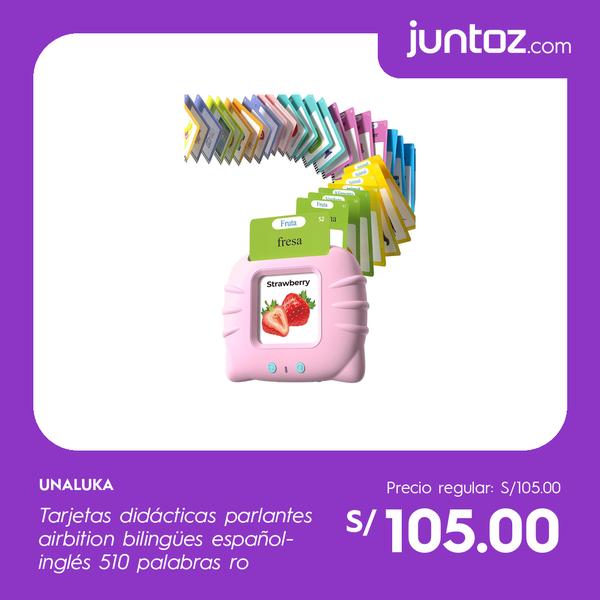 juntoz.com
Fruta
52
fresa
Fruta
Strawberry
UNALUKA
Tarjetas didácticas parlantes
airbition bilingües español-
inglés 510 palabras ro
Precio regular: S/105.00
S/ 105.00